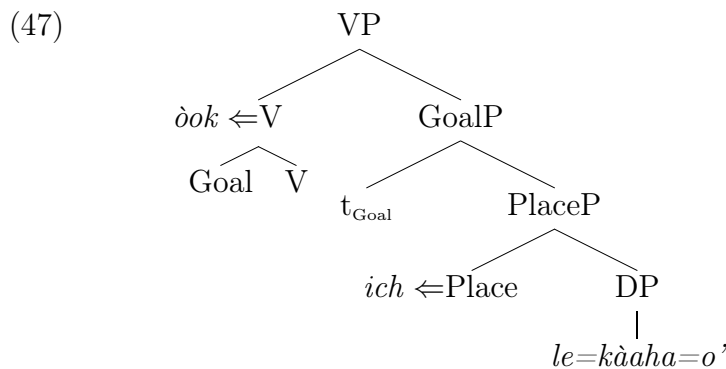 (47) VP
òok ⇐V GoalP
Goal V t_Goal PlaceP
ich ⇐Place DP
le=kàaha=o’